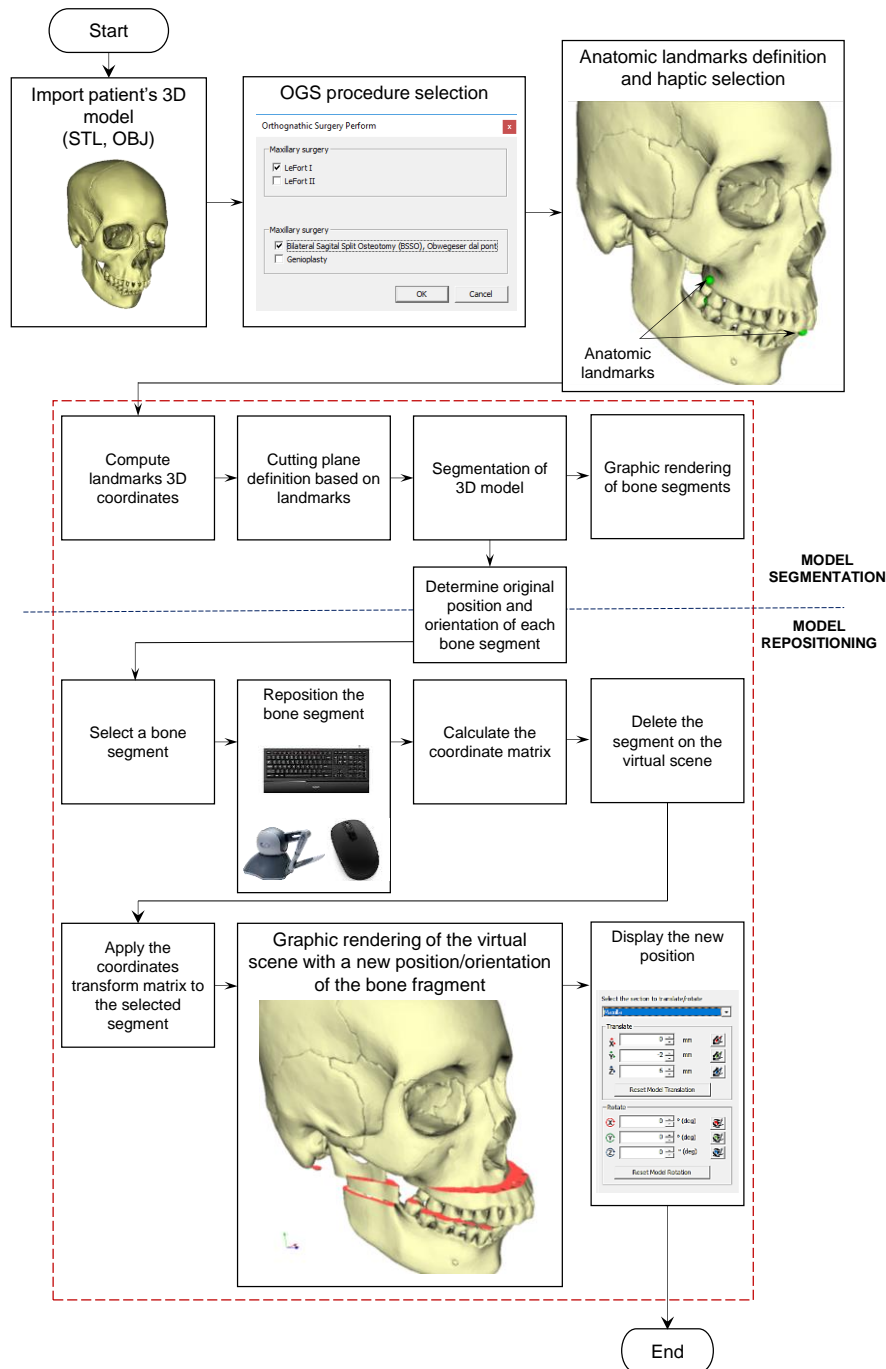 Start
Import patient's 3D
model
(STL, OBJ)
OGS procedure selection
Orthognathic Surgery Perform
x
Maxillary surgery
LeFort I
LeFort II
Maxillary surgery
Bilateral Sagital Split Osteotomy (BSSO), Obwegeser dal pont
Genioplasty
OK
Cancel
Anatomic landmarks definition
and haptic selection
Anatomic
landmarks
Compute
landmarks 3D
coordinates
Cutting plane
definition based on
landmarks
Segmentation of
3D model
Graphic rendering
of bone segments
MODEL
SEGMENTATION
Determine original
position and
orientation of each
bone segment
MODEL
REPOSITIONING
Select a bone
segment
Reposition the
bone segment
Calculate the
coordinate matrix
Delete the
segment on the
virtual scene
Apply the
coordinates
transform matrix to
the selected
segment
Graphic rendering of the virtual
scene with a new position/orientation
of the bone fragment
Display the new
position
Select the section to translate/rotate
Maxilla
Translate
X 0 mm
Y -2 mm
Z 6 mm
Reset Model Translation
Rotate
X 0 ° (deg)
Y 0 ° (deg)
Z 0 ° (deg)
Reset Model Rotation
End